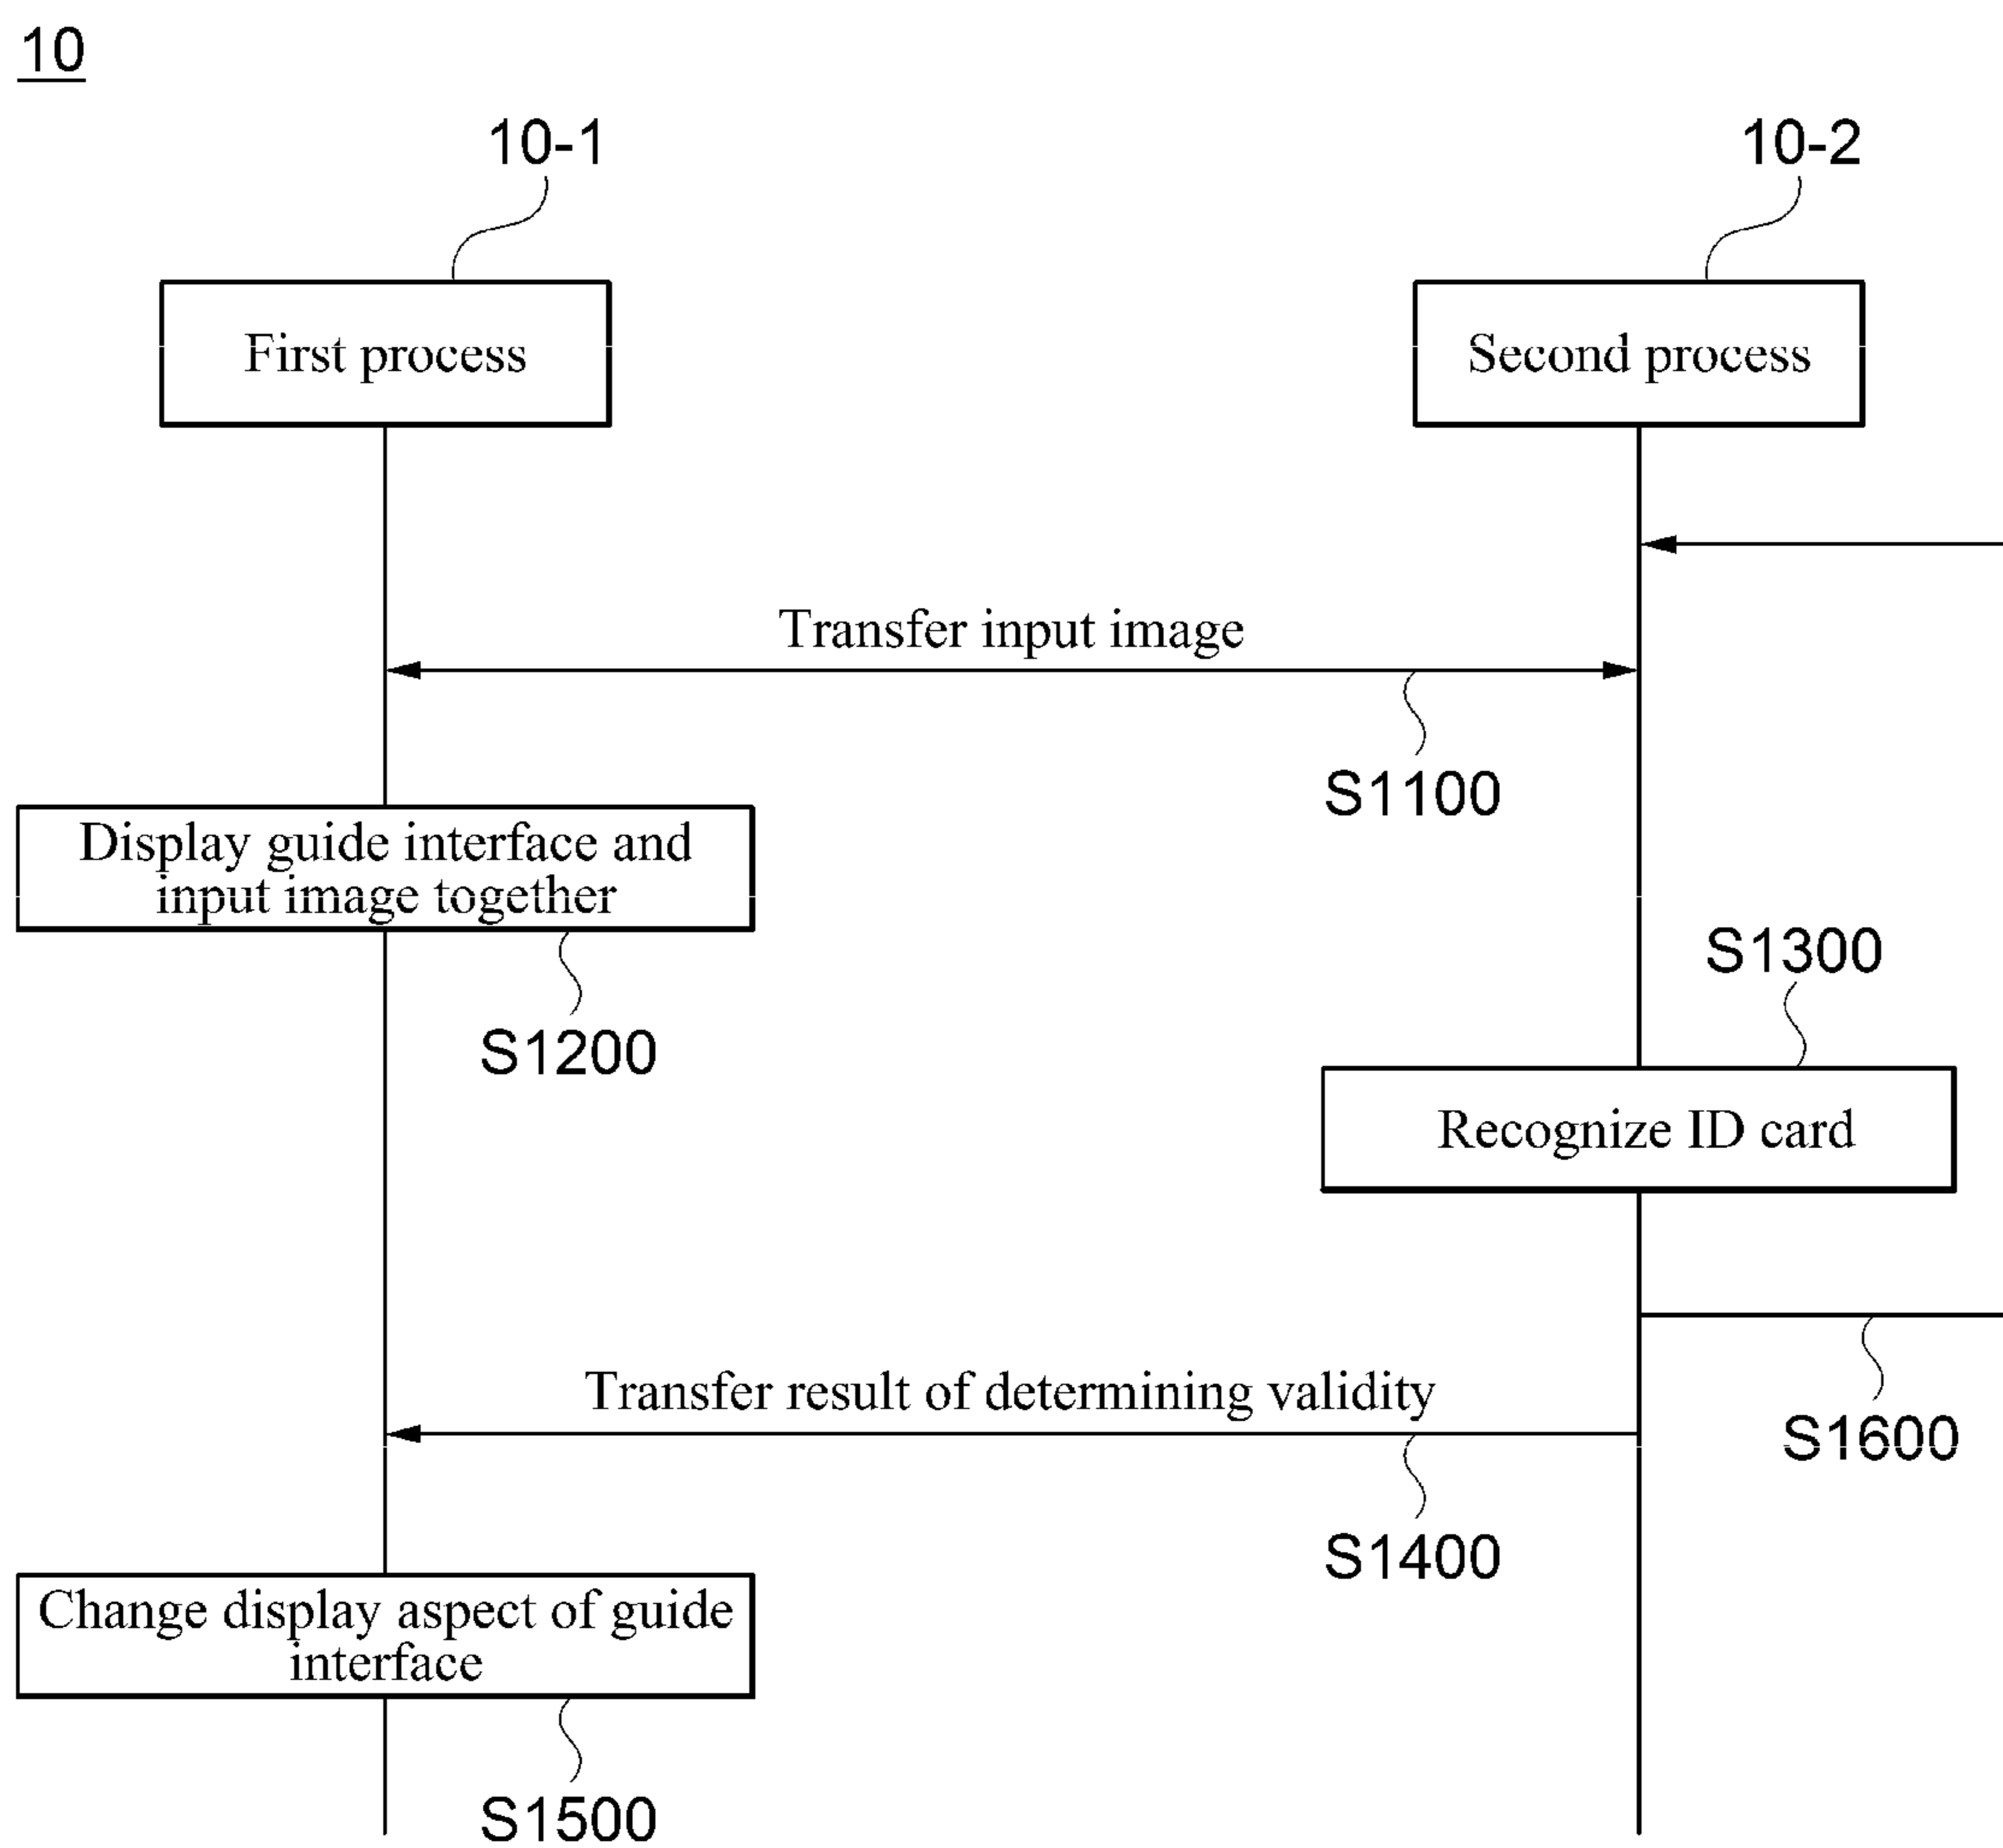 10
10-1
10-2
First process
Second process
Transfer input image
S1100
Display guide interface and
input image together
S1200
S1300
Recognize ID card
Transfer result of determining validity
S1400
S1600
Change display aspect of guide
interface
S1500